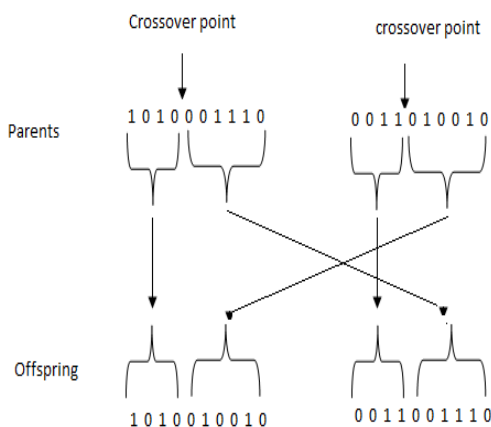 Crossover point
crossover point
Parents
1 0 1 0 0 0 1 1 1 0
0 0 1 1 0 1 0 0 1 0
Offspring
1 0 1 0 0 1 0 0 1 0
0 0 1 1 0 0 1 1 1 0